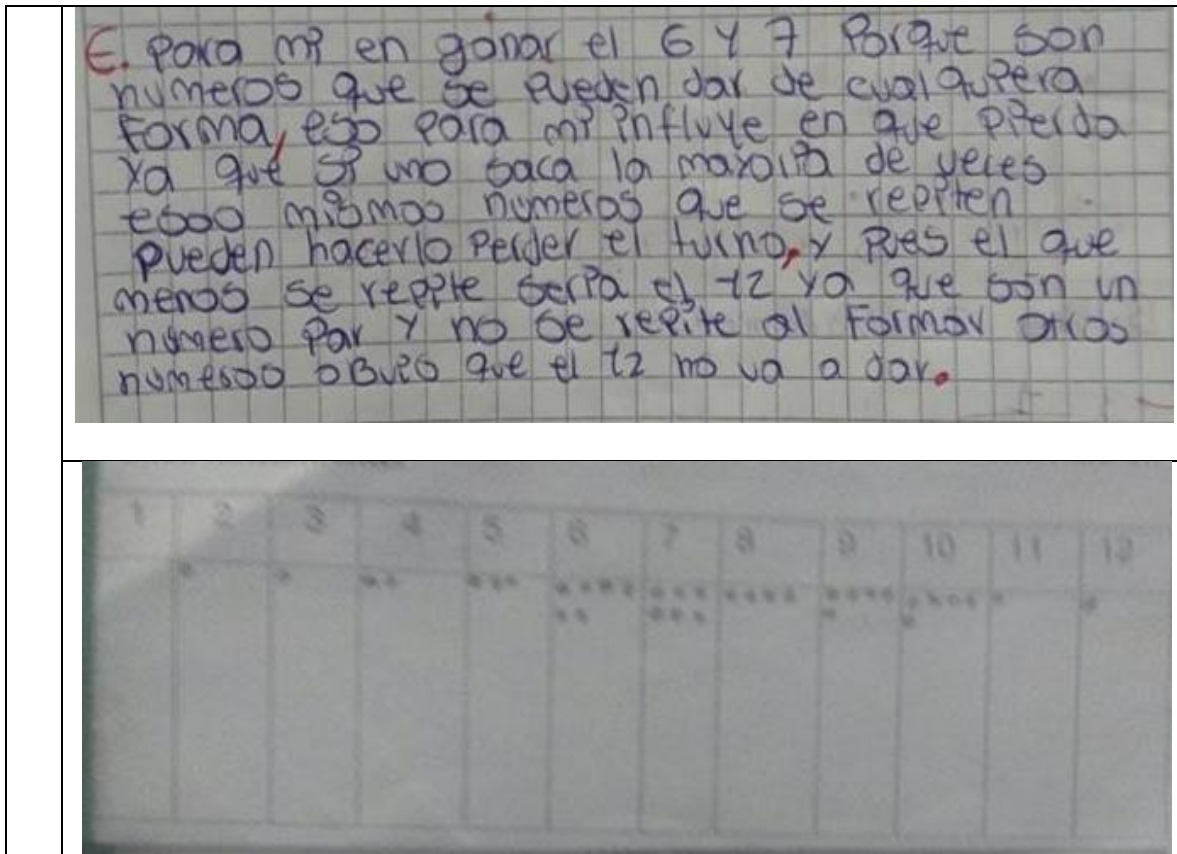 E. Para mi en ganar el 6 y 7 Porque son
numeros que se pueden dar de cualquiera
Forma, eso para mi influye en que pierda
ya que si uno saca la mayoria de veces
esos mismos numeros que se repiten
pueden hacerlo perder el turno, y pues el que
menos se repite seria el 12 ya que son un
numero Par y no se repite al Formar otros
numeros obvio que el 12 no va a dar.
1 2 3 4 5 6 7 8 9 10 11 12